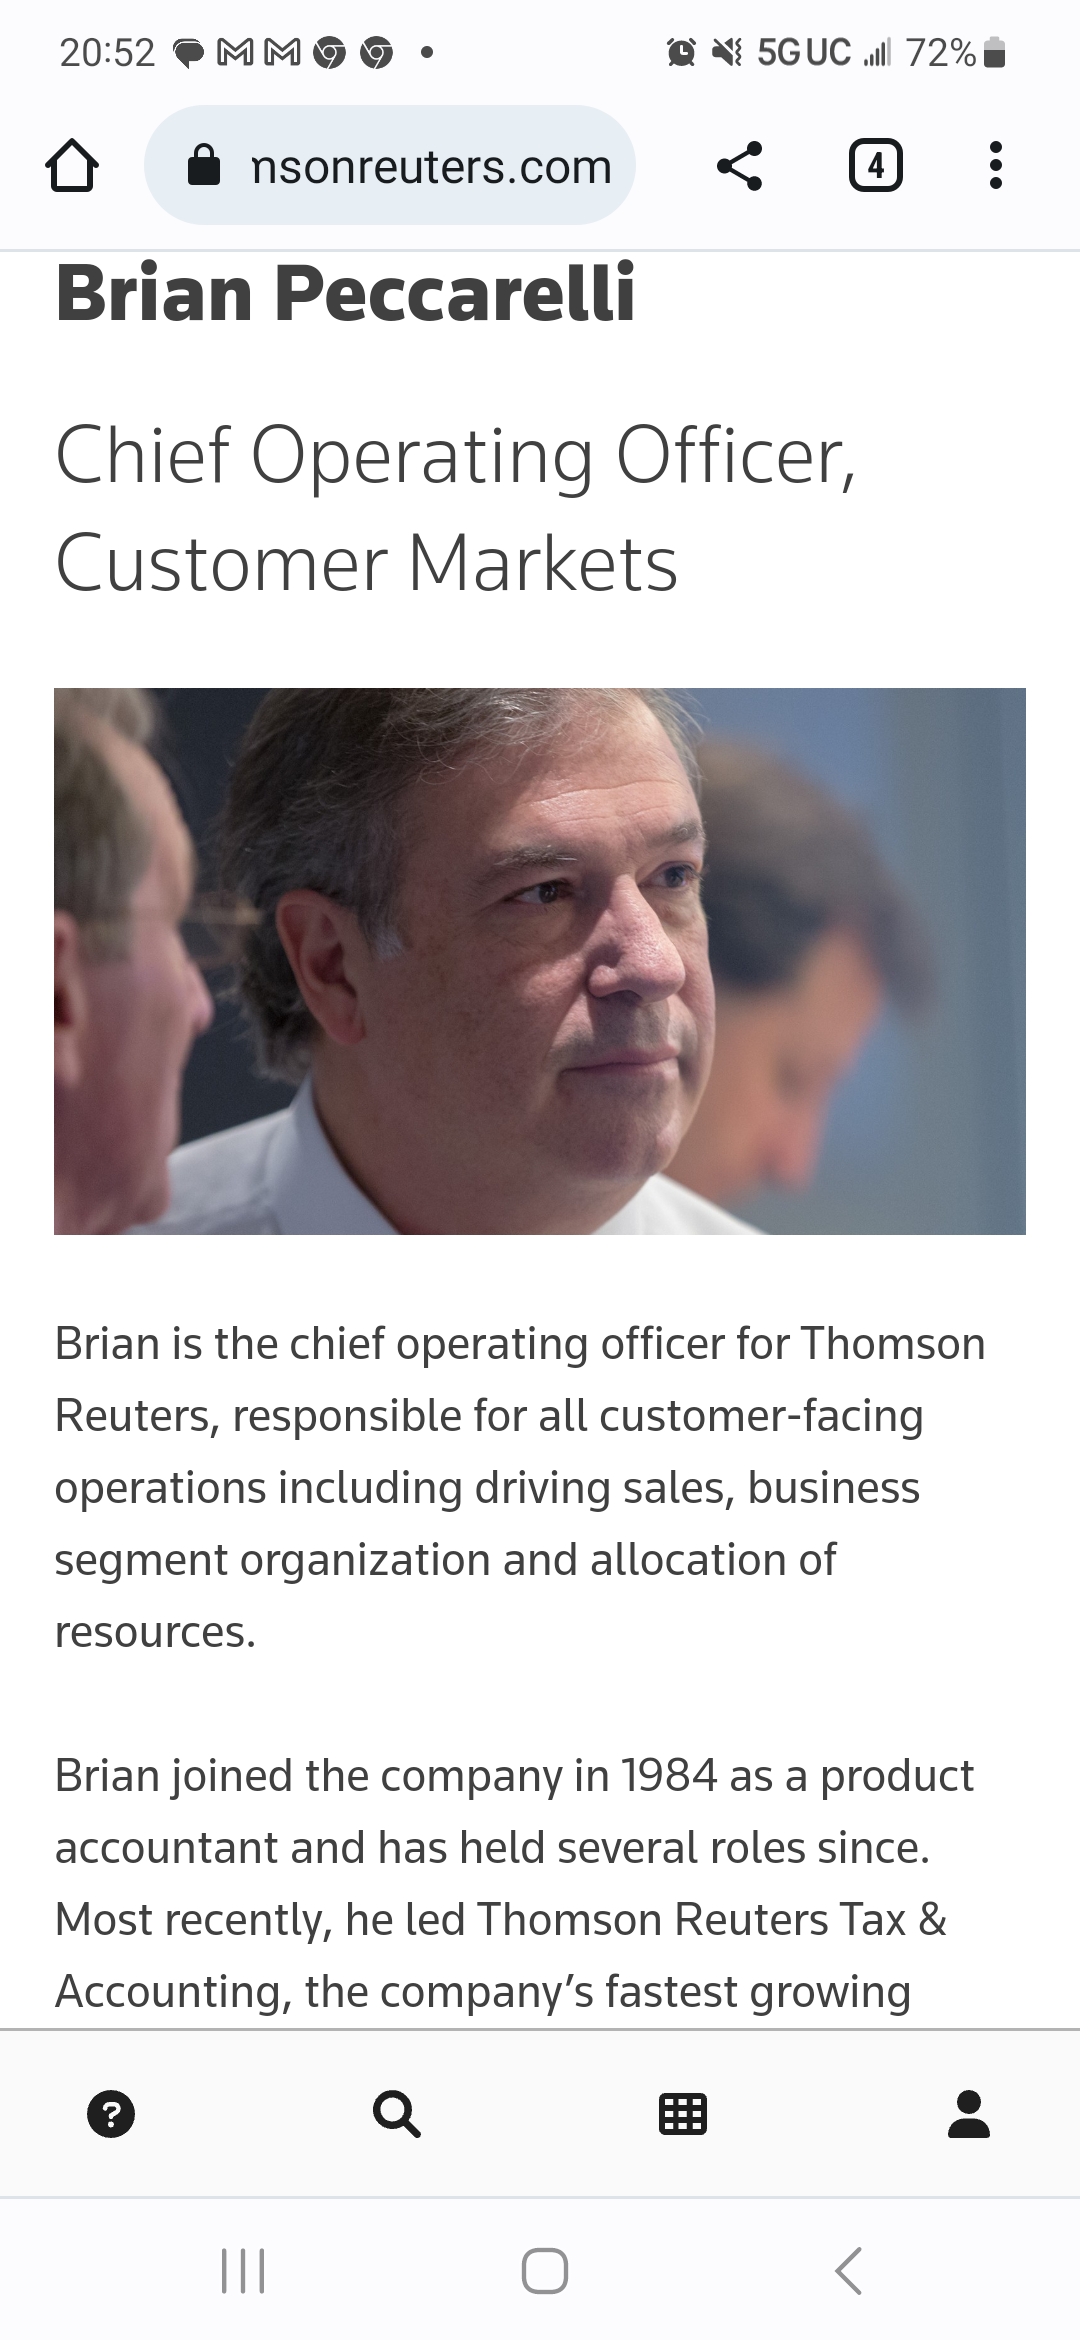 20:52
5G UC
72%
nsonreuters.com
4
Brian Peccarelli
Chief Operating Officer,
Customer Markets
Brian is the chief operating officer for Thomson
Reuters, responsible for all customer-facing
operations including driving sales, business
segment organization and allocation of
resources.
Brian joined the company in 1984 as a product
accountant and has held several roles since.
Most recently, he led Thomson Reuters Tax &
Accounting, the company’s fastest growing